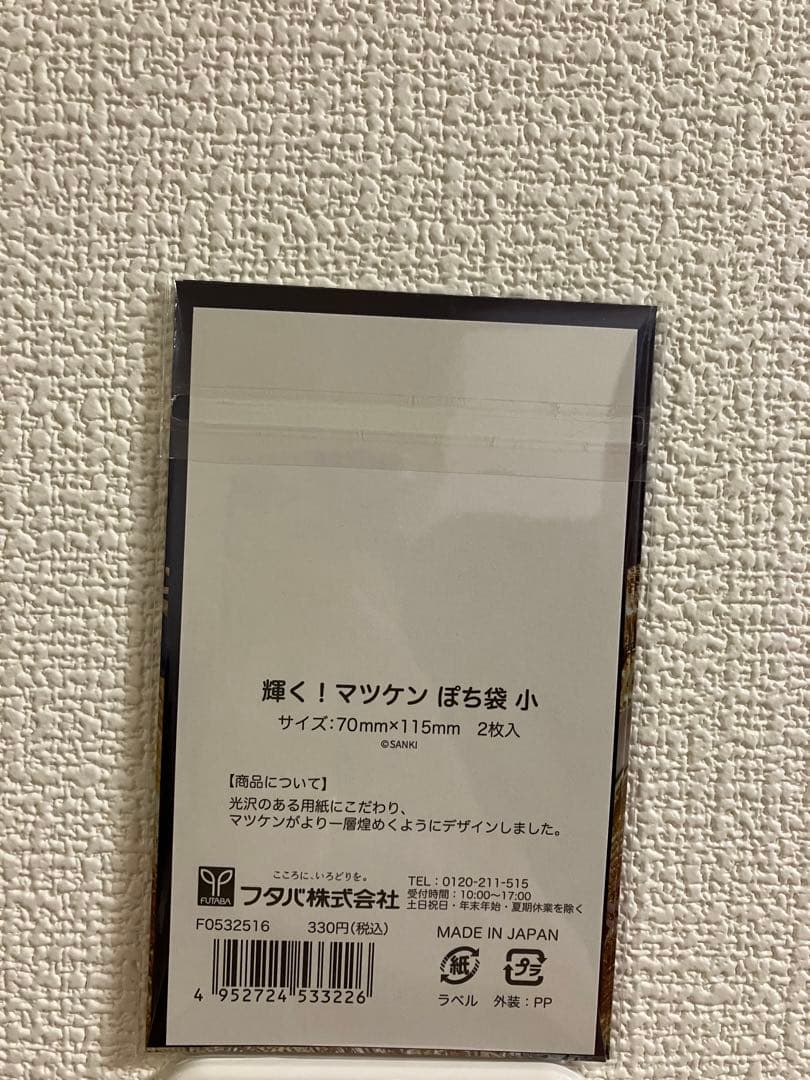 輝く！マツケン ぽち袋 小
サイズ：70mm×115mm　2枚入
©SANKI
【商品について】
光沢のある用紙にこだわり、
マツケンがより一層煌めくようにデザインしました。
こころに、いろどりを。
FUTABA
フタバ株式会社
TEL：0120-211-515
受付時間：10:00〜17:00
土日祝日・年末年始・夏期休業を除く
F0532516　330円(税込)
MADE IN JAPAN
紙　プラ
ラベル　外装：PP
4 952724 533226